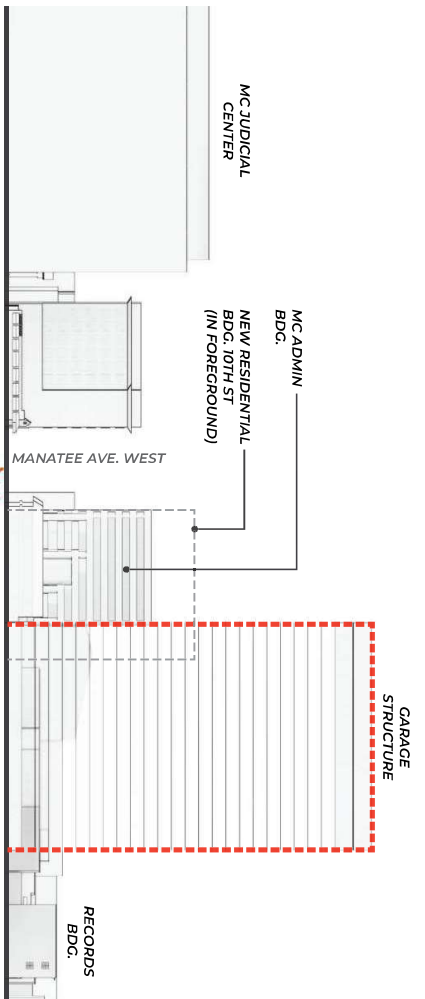 MC JUDICIAL
CENTER
MC ADMIN
BDG.
NEW RESIDENTIAL
BDG. 10TH ST
(IN FOREGROUND)
MANATEE AVE. WEST
GARAGE
STRUCTURE
RECORDS
BDG.